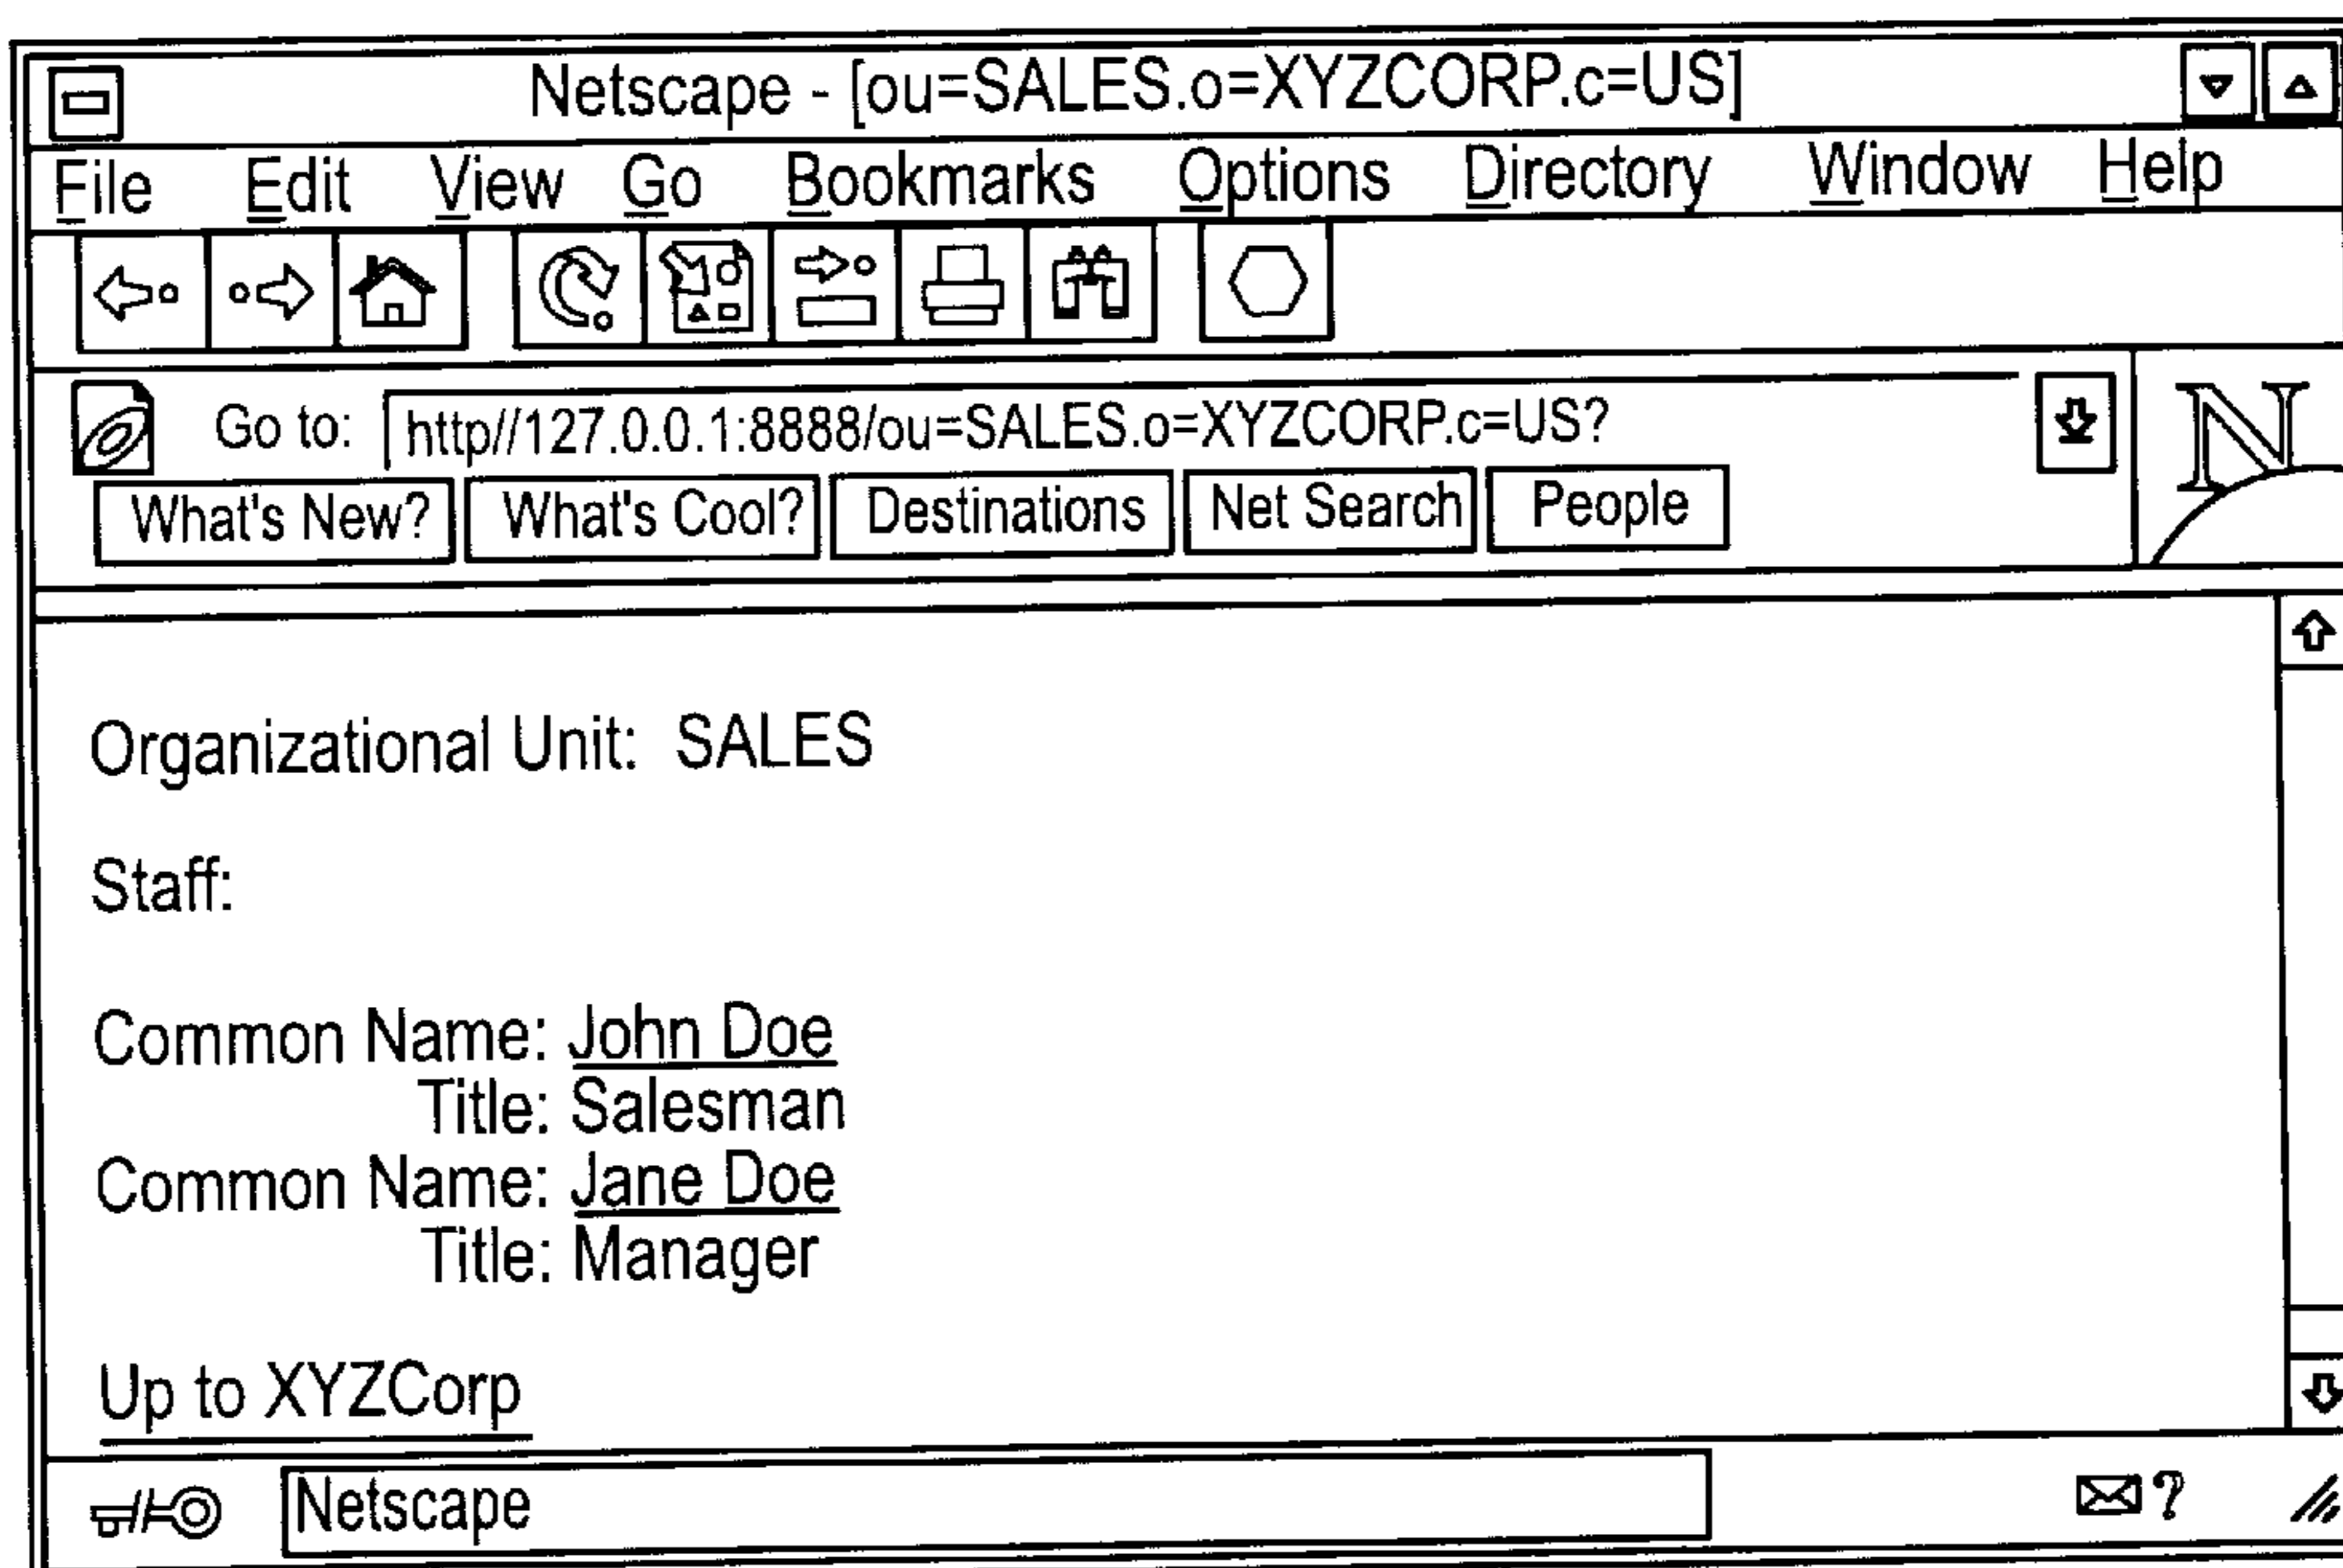 Netscape - [ou=SALES.o=XYZCORP.c=US]
File Edit View Go Bookmarks Options Directory Window Help
Go to: http//127.0.0.1:8888/ou=SALES.o=XYZCORP.c=US?
N
What's New? What's Cool? Destinations Net Search People
Organizational Unit: SALES
Staff:
Common Name: John Doe
Title: Salesman
Common Name: Jane Doe
Title: Manager
Up to XYZCorp
Netscape ?